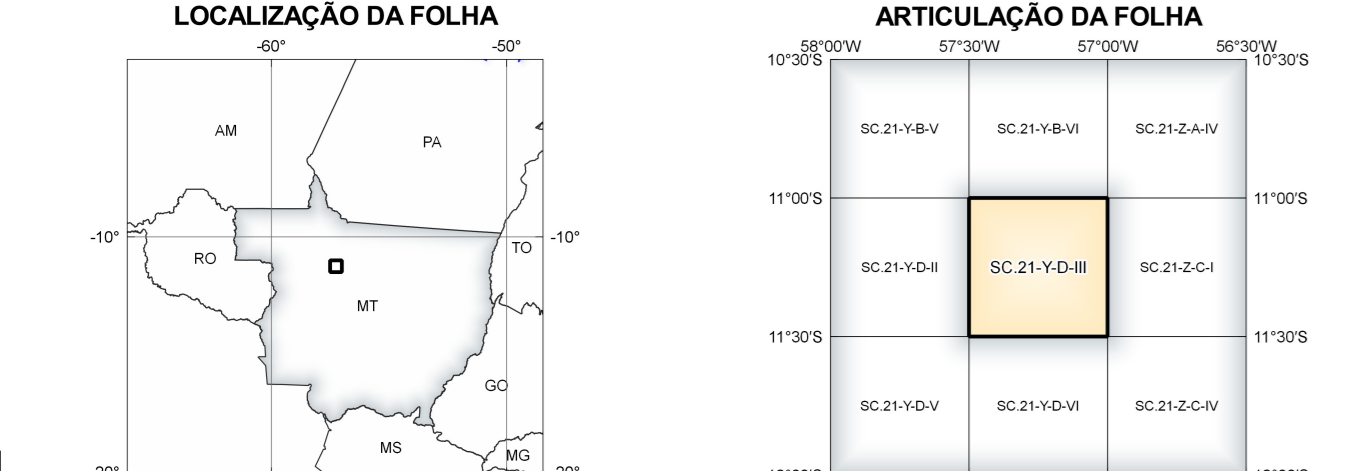 LOCALIZAÇÃO DA FOLHA
-60° -50°
AM
PA
-10° -10°
TO
RO
MT
GO
MS
MG
ARTICULAÇÃO DA FOLHA
58°00'W 57°30'W 57°00'W 56°30'W
10°30'S 10°30'S
SC.21-Y-B-V SC.21-Y-B-VI SC.21-Z-A-IV
11°00'S 11°00'S
SC.21-Y-D-II SC.21-Y-D-III SC.21-Z-C-I
11°30'S 11°30'S
SC.21-Y-D-V SC.21-Y-D-VI SC.21-Z-C-IV